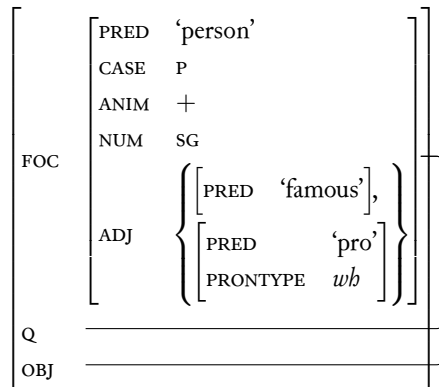 PRED ‘person’
CASE P
ANIM +
NUM SG
FOC
[PRED ‘famous’],
ADJ
PRED ‘pro’
PRONTYPE wh
Q
OBJ